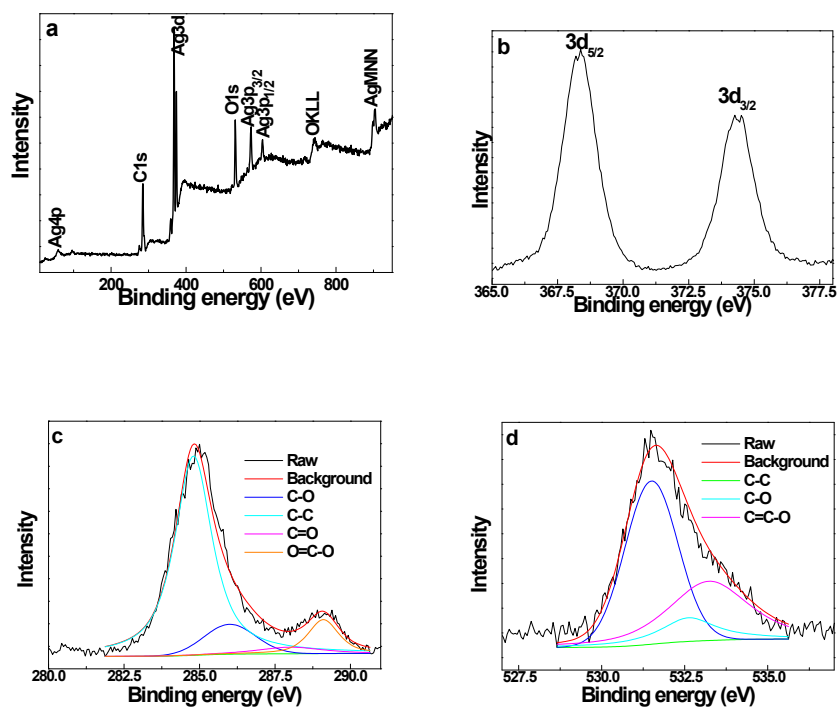 a
Ag4p
C1s
Ag3d
O1s
Ag3p3/2
Ag3p1/2
OKLL
AgMNN
Intensity
200 400 600 800
Binding energy (eV)
b
3d5/2
3d3/2
Intensity
365.0 367.5 370.0 372.5 375.0 377.5
Binding energy (eV)
c
Raw
Background
C-O
C-C
C=O
O=C-O
Intensity
280.0 282.5 285.0 287.5 290.0
Binding energy (eV)
d
Raw
Background
C-C
C-O
C=C-O
Intensity
527.5 530.0 532.5 535.0
Binding energy (eV)